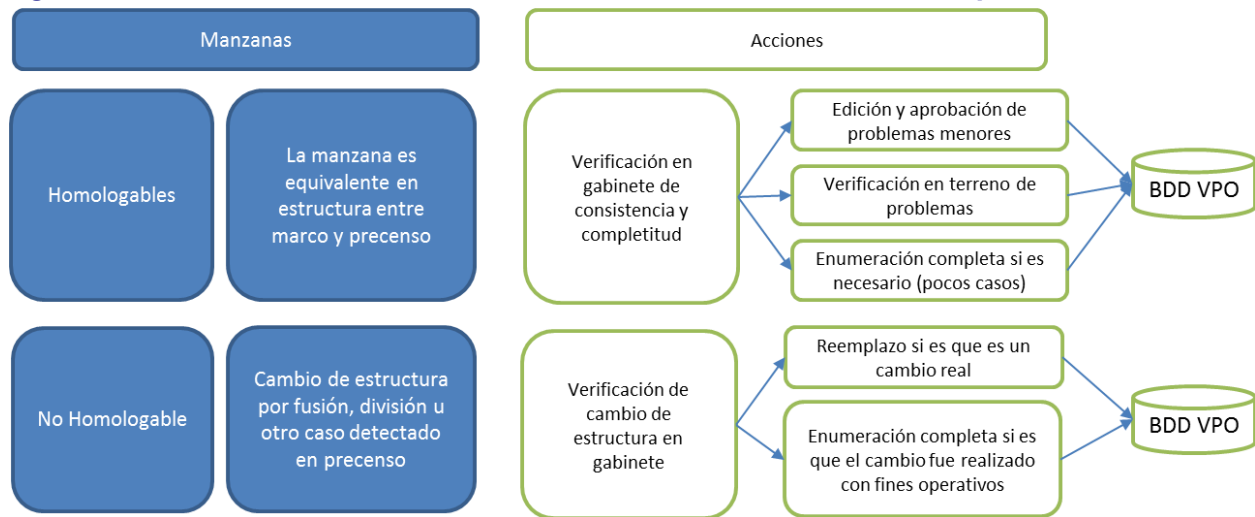 Manzanas
Acciones
Homologables
La manzana es
equivalente en
estructura entre
marco y precenso
Verificación en
gabinete de
consistencia y
completitud
Edición y aprobación de
problemas menores
Verificación en terreno de
problemas
Enumeración completa si es
necesario (pocos casos)
BDD VPO
No Homologable
Cambio de estructura
por fusión, división u
otro caso detectado
en precenso
Verificación de
cambio de
estructura en
gabinete
Reemplazo si es que es un
cambio real
Enumeración completa si es
que el cambio fue realizado
con fines operativos
BDD VPO